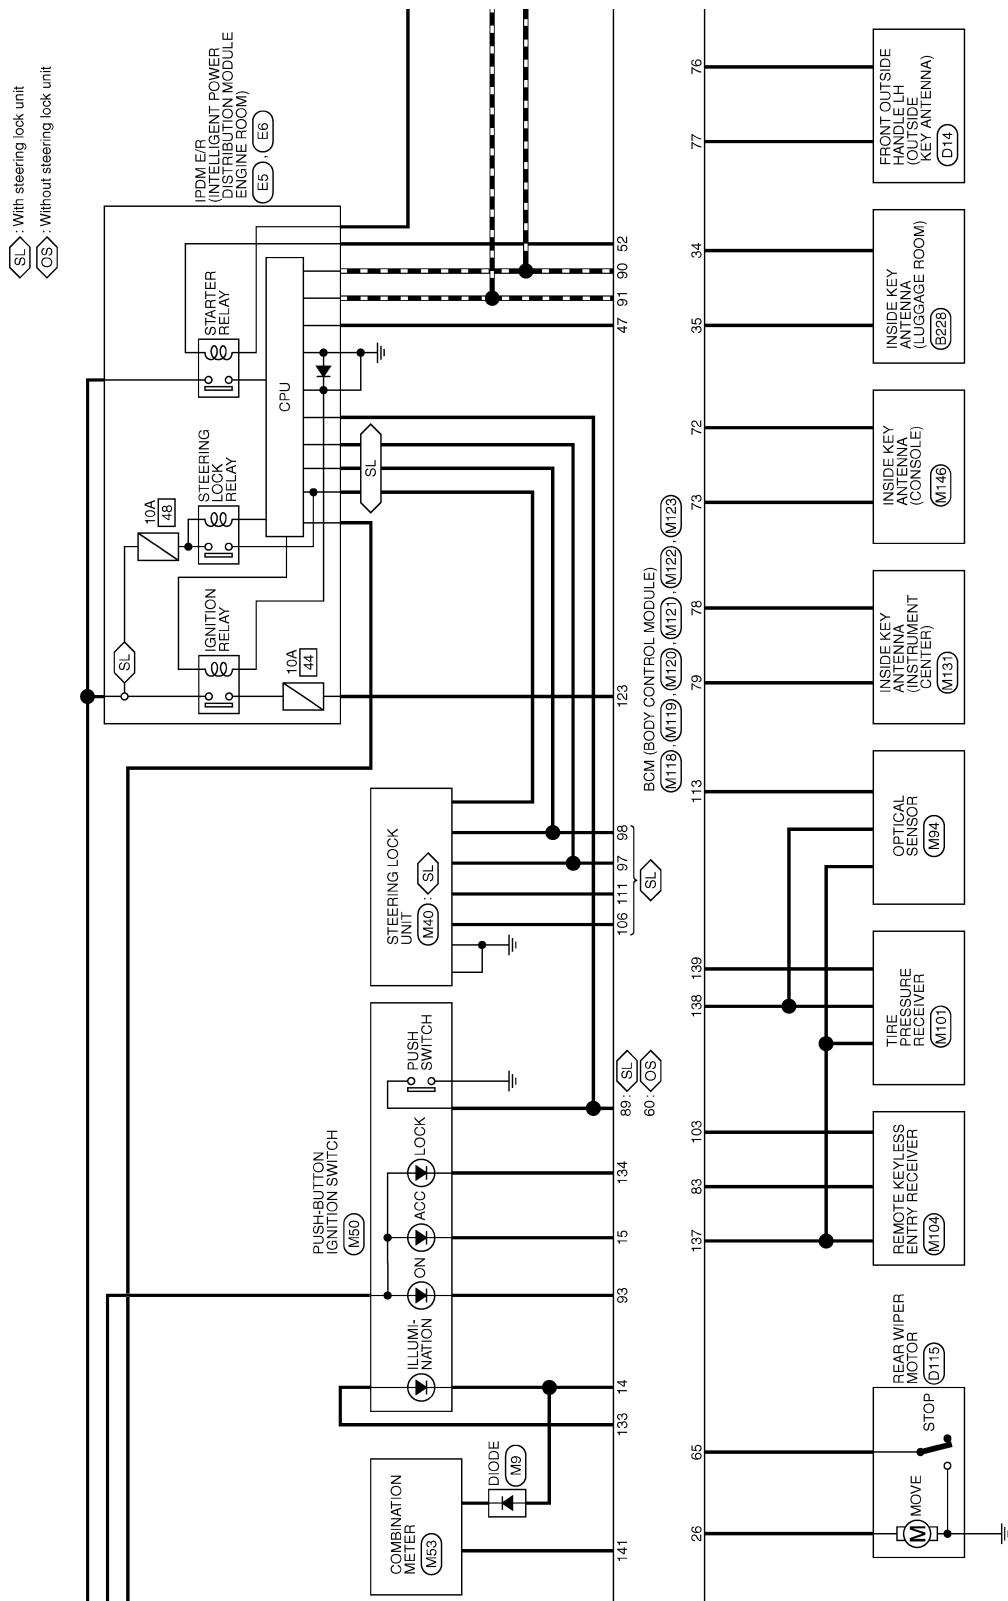 SL : With steering lock unit
OS : Without steering lock unit
IPDM E/R
(INTELLIGENT POWER
DISTRIBUTION MODULE
ENGINE ROOM)
E5 , E6
STARTER
RELAY
CPU
STEERING
LOCK
RELAY
10A
48
SL
IGNITION
RELAY
10A
44
SL
52
90
91
47
123
STEERING LOCK
UNIT
M40 : SL
98
97
111
106
SL
PUSH-BUTTON
IGNITION SWITCH
M50
PUSH
SWITCH
LOCK
ACC
ON
ILLUMI-
NATION
89 : SL
60 : OS
134
15
93
14
133
COMBINATION
METER
M53
DIODE
M9
141
BCM (BODY CONTROL MODULE)
M118 , M119 , M120 , M121 , M122 , M123
76
77
FRONT OUTSIDE
HANDLE LH
(OUTSIDE
KEY ANTENNA)
D14
34
35
INSIDE KEY
ANTENNA
(LUGGAGE ROOM)
B228
72
73
INSIDE KEY
ANTENNA
(CONSOLE)
M146
78
79
INSIDE KEY
ANTENNA
(INSTRUMENT
CENTER)
M131
113
OPTICAL
SENSOR
M94
139
138
TIRE
PRESSURE
RECEIVER
M101
103
83
137
REMOTE KEYLESS
ENTRY RECEIVER
M104
REAR WIPER
MOTOR
D115
65
26
STOP
MOVE
M